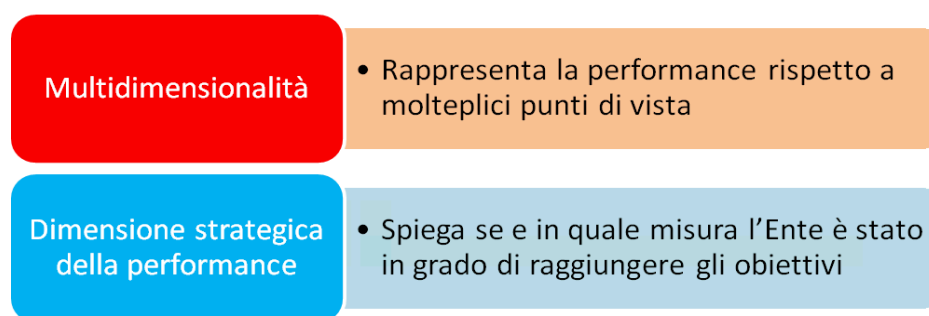 Multidimensionalità
• Rappresenta la performance rispetto a
molteplici punti di vista
Dimensione strategica
della performance
• Spiega se e in quale misura l’Ente è stato
in grado di raggiungere gli obiettivi